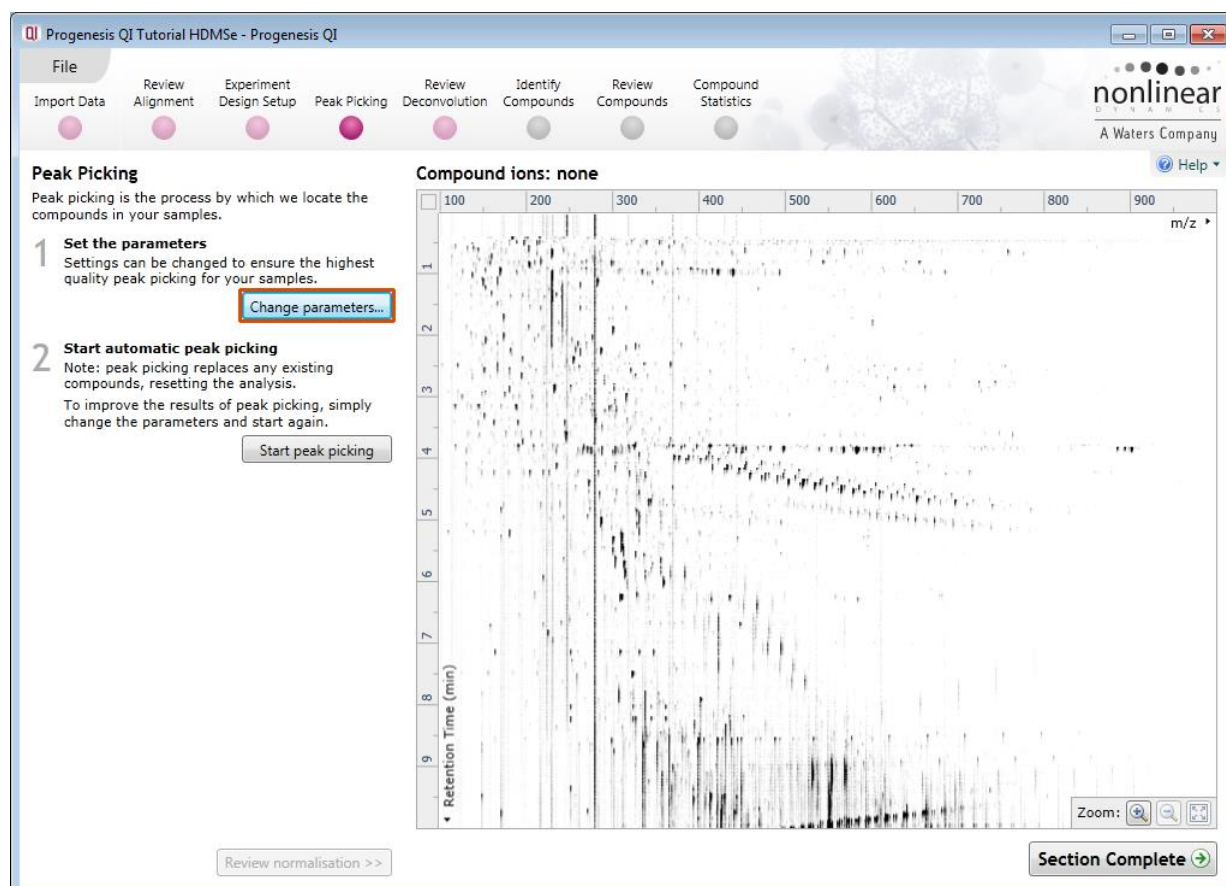 QI Progenesis QI Tutorial HDMSe - Progenesis QI
File
Import Data
Review Alignment
Experiment Design Setup
Peak Picking
Review Deconvolution
Identify Compounds
Review Compounds
Compound Statistics
nonlinear
DYNAMICS
A Waters Company
Help
Peak Picking
Peak picking is the process by which we locate the
compounds in your samples.
1 Set the parameters
Settings can be changed to ensure the highest
quality peak picking for your samples.
Change parameters...
2 Start automatic peak picking
Note: peak picking replaces any existing
compounds, resetting the analysis.
To improve the results of peak picking, simply
change the parameters and start again.
Start peak picking
Review normalisation >>
Compound ions: none
100 200 300 400 500 600 700 800 900
m/z
1
2
3
4
5
6
7
8
9
Retention Time (min)
Zoom:
Section Complete